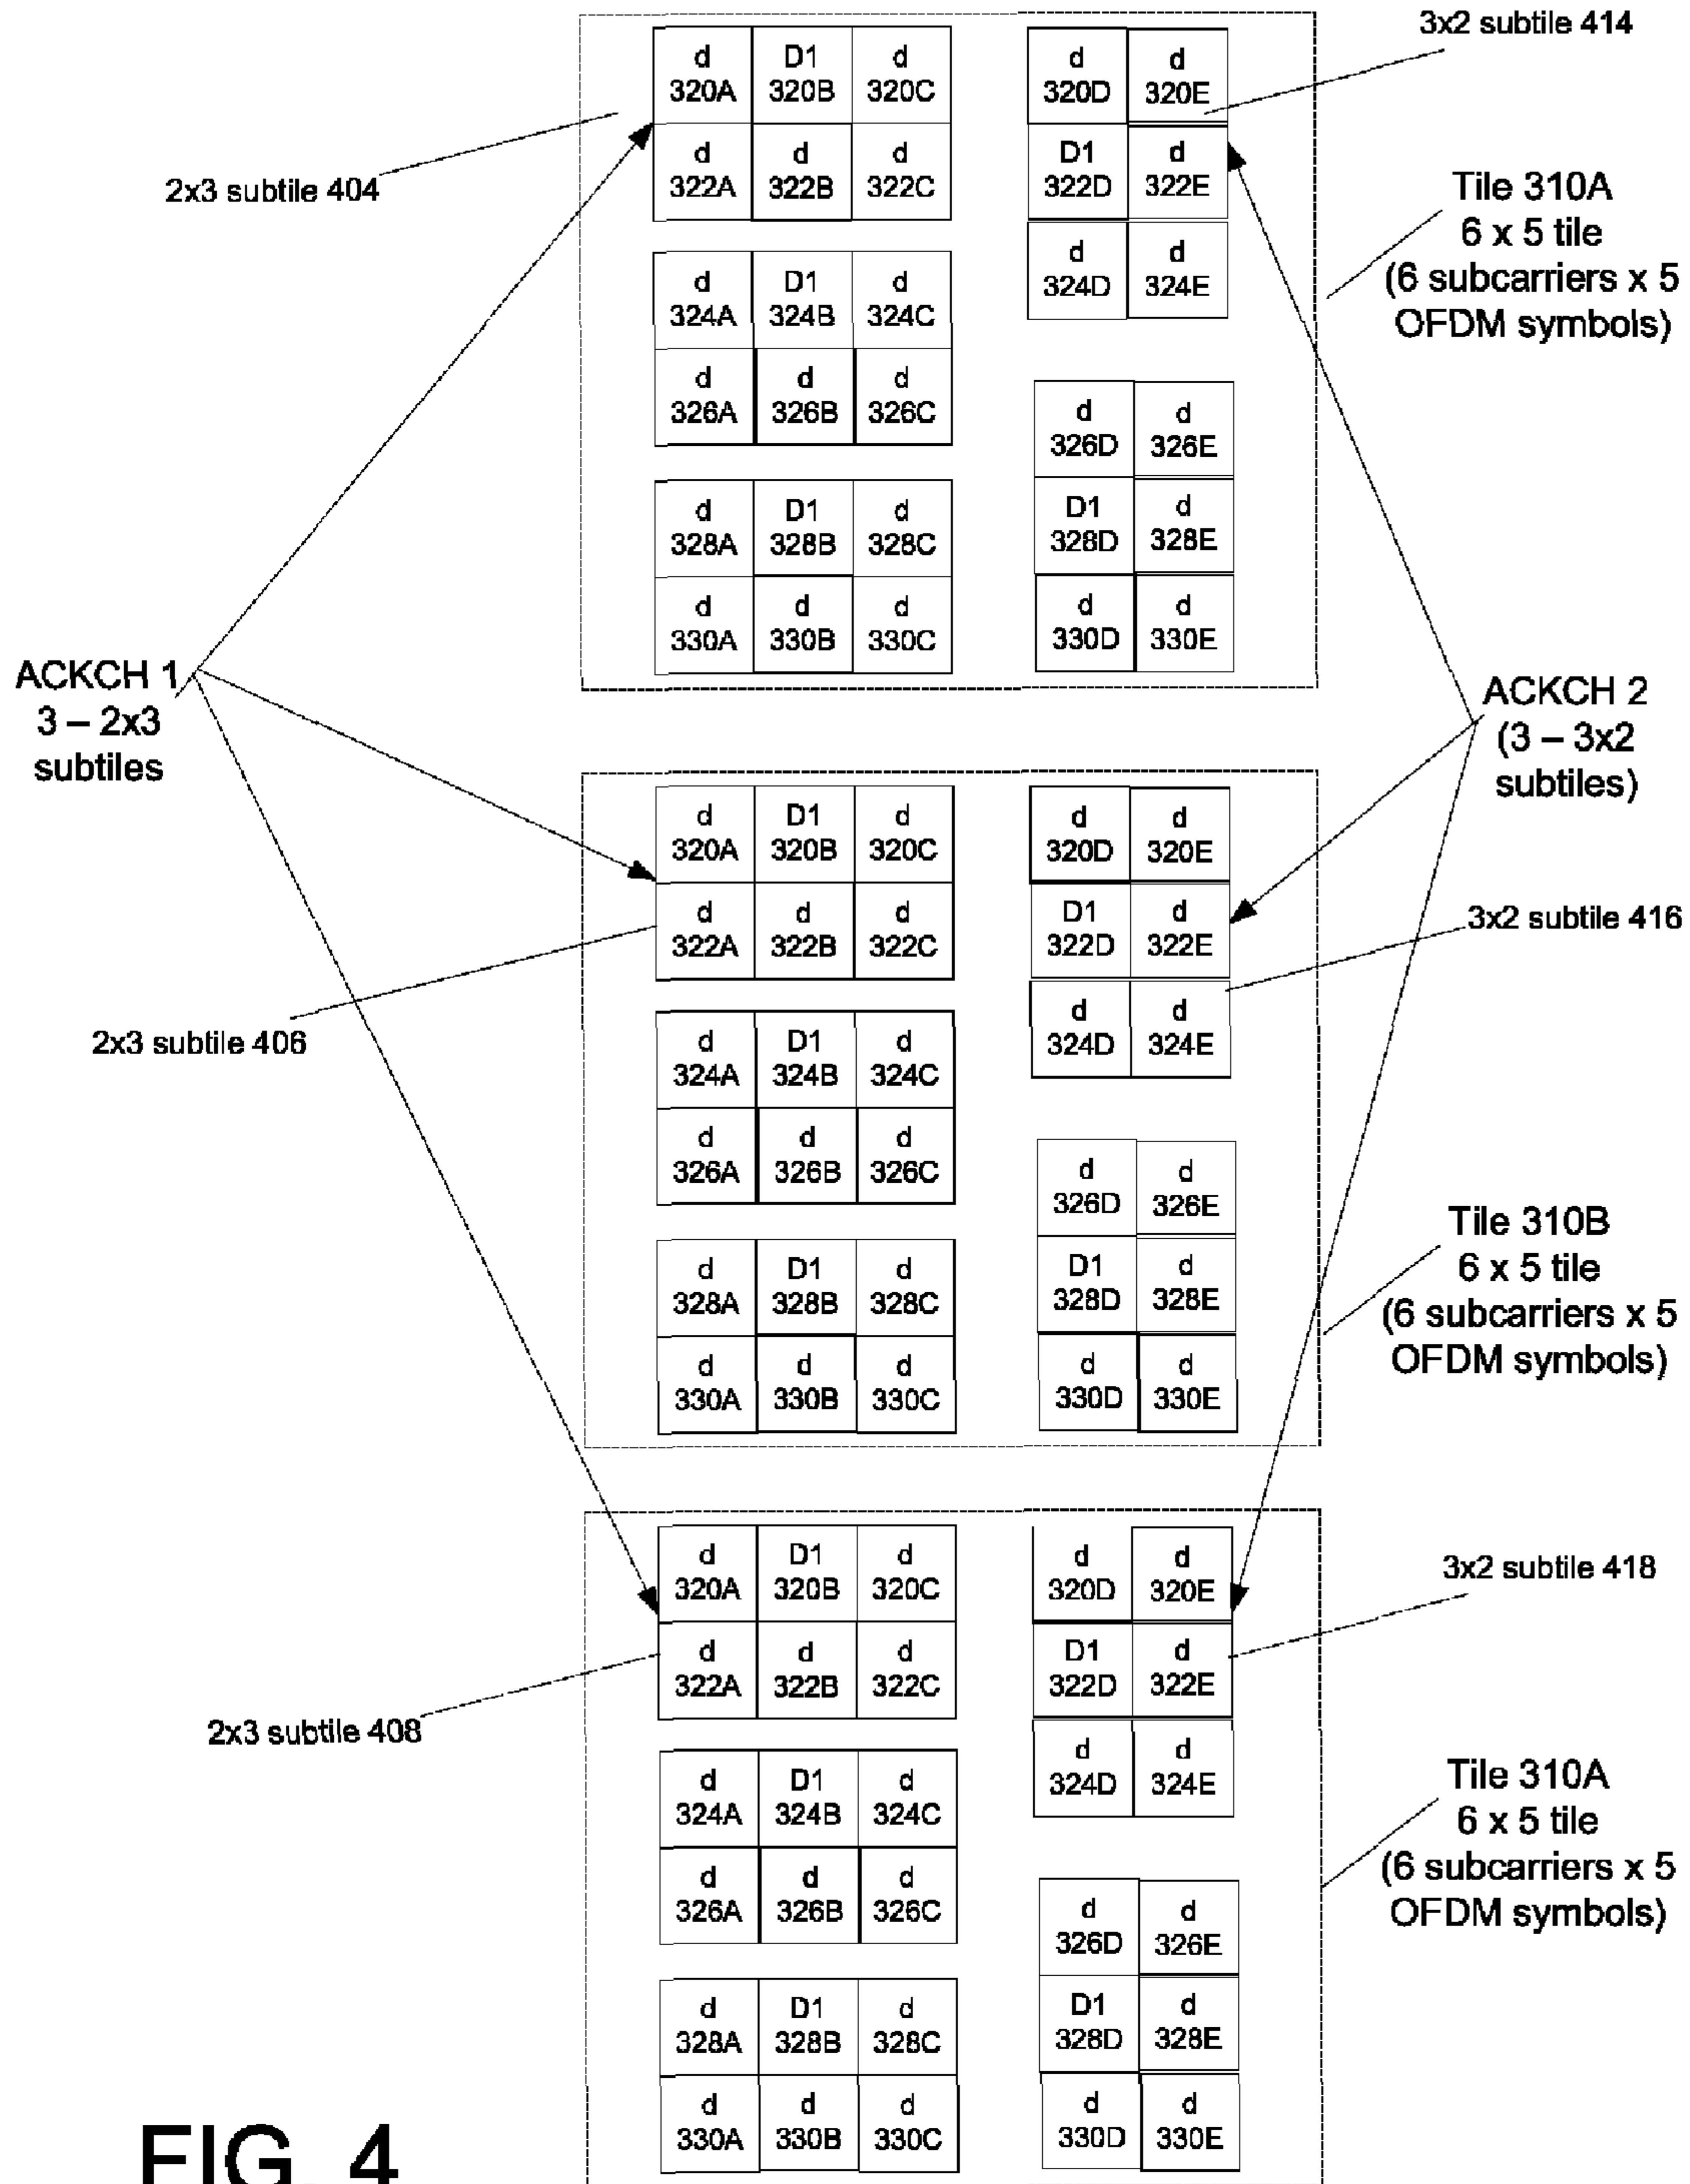 3x2 subtile 414
d D1 d d d
320A 320B 320C 320D 320E
d d d D1 d
322A 322B 322C 322D 322E
2x3 subtile 404
Tile 310A
6 x 5 tile
(6 subcarriers x 5
OFDM symbols)
d D1 d d d
324A 324B 324C 324D 324E
d d d d d
326A 326B 326C 326D 326E
d D1 d D1 d
328A 328B 328C 328D 328E
d d d d d
330A 330B 330C 330D 330E
ACKCH 1
3 – 2x3
subtiles
ACKCH 2
(3 – 3x2
subtiles)
d D1 d d d
320A 320B 320C 320D 320E
d d d D1 d
322A 322B 322C 322D 322E
3x2 subtile 416
2x3 subtile 406
d D1 d d d
324A 324B 324C 324D 324E
d d d d d
326A 326B 326C 326D 326E
Tile 310B
6 x 5 tile
(6 subcarriers x 5
OFDM symbols)
d D1 d D1 d
328A 328B 328C 328D 328E
d d d d d
330A 330B 330C 330D 330E
d D1 d d d
320A 320B 320C 320D 320E
3x2 subtile 418
d d d D1 d
322A 322B 322C 322D 322E
2x3 subtile 408
d D1 d d d
324A 324B 324C 324D 324E
Tile 310A
6 x 5 tile
(6 subcarriers x 5
OFDM symbols)
d d d d d
326A 326B 326C 326D 326E
d D1 d D1 d
328A 328B 328C 328D 328E
d d d d d
330A 330B 330C 330D 330E
FIG. 4